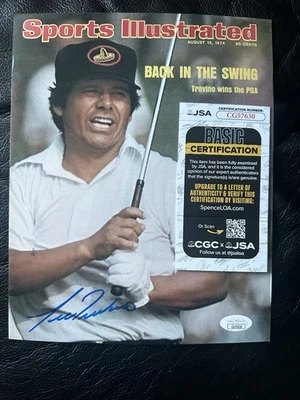 Sports Illustrated
AUGUST 19, 1974
60 CENTS
BACK IN THE SWING
Trevino wins the PGA
JSA
CERTIFICATION NUMBER:
CG57630
BASIC
CERTIFICATION
This item has been fully examined
by JSA, and it is the considered
opinion of our expert authenticators
that the signature(s) is/are genuine.
UPGRADE TO A LETTER OF
AUTHENTICITY & VERIFY THIS
CERTIFICATION BY VISITING:
SpenceLOA.com
Or Scan
CGC x JSA
Follow us @jsaloa
Lee Trevino
JSA